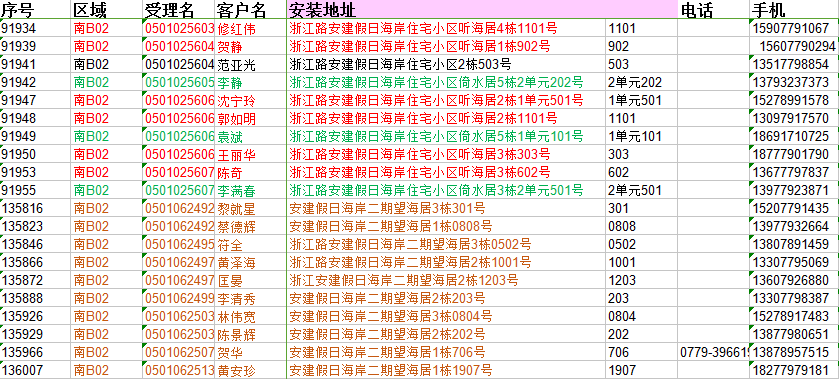 序号 区域 受理名 客户名 安装地址 电话 手机
91934 南B02 0501025603 修红伟 浙江路安建假日海岸住宅小区听海居4栋1101号 1101 15907791067
91939 南B02 0501025604 贺静 浙江路安建假日海岸住宅小区听海居1栋902号 902 15607790294
91941 南B02 0501025604 范亚光 浙江路安建假日海岸住宅小区2栋503号 503 13517798854
91942 南B02 0501025605 李静 浙江路安建假日海岸住宅小区倚水居5栋2单元202号 2单元202 13793237373
91947 南B02 0501025606 沈宁玲 浙江路安建假日海岸住宅小区听海居2栋1单元501号 1单元501 15278991578
91948 南B02 0501025606 郭如明 浙江路安建假日海岸住宅小区听海居2栋1101号 1101 13097917570
91949 南B02 0501025606 袁斌 浙江路安建假日海岸住宅小区倚水居5栋1单元101号 1单元101 18691710725
91950 南B02 0501025606 王丽华 浙江路安建假日海岸住宅小区听海居3栋303号 303 18777901790
91953 南B02 0501025607 陈奇 浙江路安建假日海岸住宅小区听海居3栋602号 602 13677797837
91955 南B02 0501025607 李满春 浙江路安建假日海岸住宅小区倚水居3栋2单元501号 2单元501 13977923871
135816 南B02 0501062492 黎就星 安建假日海岸二期望海居3栋301号 301 15207791435
135823 南B02 0501062492 蔡德辉 安建假日海岸二期望海居1栋0808号 0808 13977932664
135846 南B02 0501062495 符全 浙江路安建假日海岸二期望海居3栋0502号 0502 13807891459
135866 南B02 0501062497 黄泽海 浙江路安建假日海岸二期望海居2栋1001号 1001 13307795069
135872 南B02 0501062497 匡晏 浙江安建假日海岸二期望海居2栋1203号 1203 13607926880
135888 南B02 0501062499 李清秀 安建假日海岸二期望海居2栋203号 203 13307798387
135926 南B02 0501062503 林伟宽 安建假日海岸二期望海居3栋0804号 0804 15278917483
135929 南B02 0501062503 陈景辉 安建假日海岸二期望海居2栋202号 202 13877980651
135966 南B02 0501062507 贺华 安建假日海岸二期望海居1栋706号 706 0779-396619 13878957515
136007 南B02 0501062513 黄安珍 安建假日海岸二期望海居1栋1907号 1907 18277979181